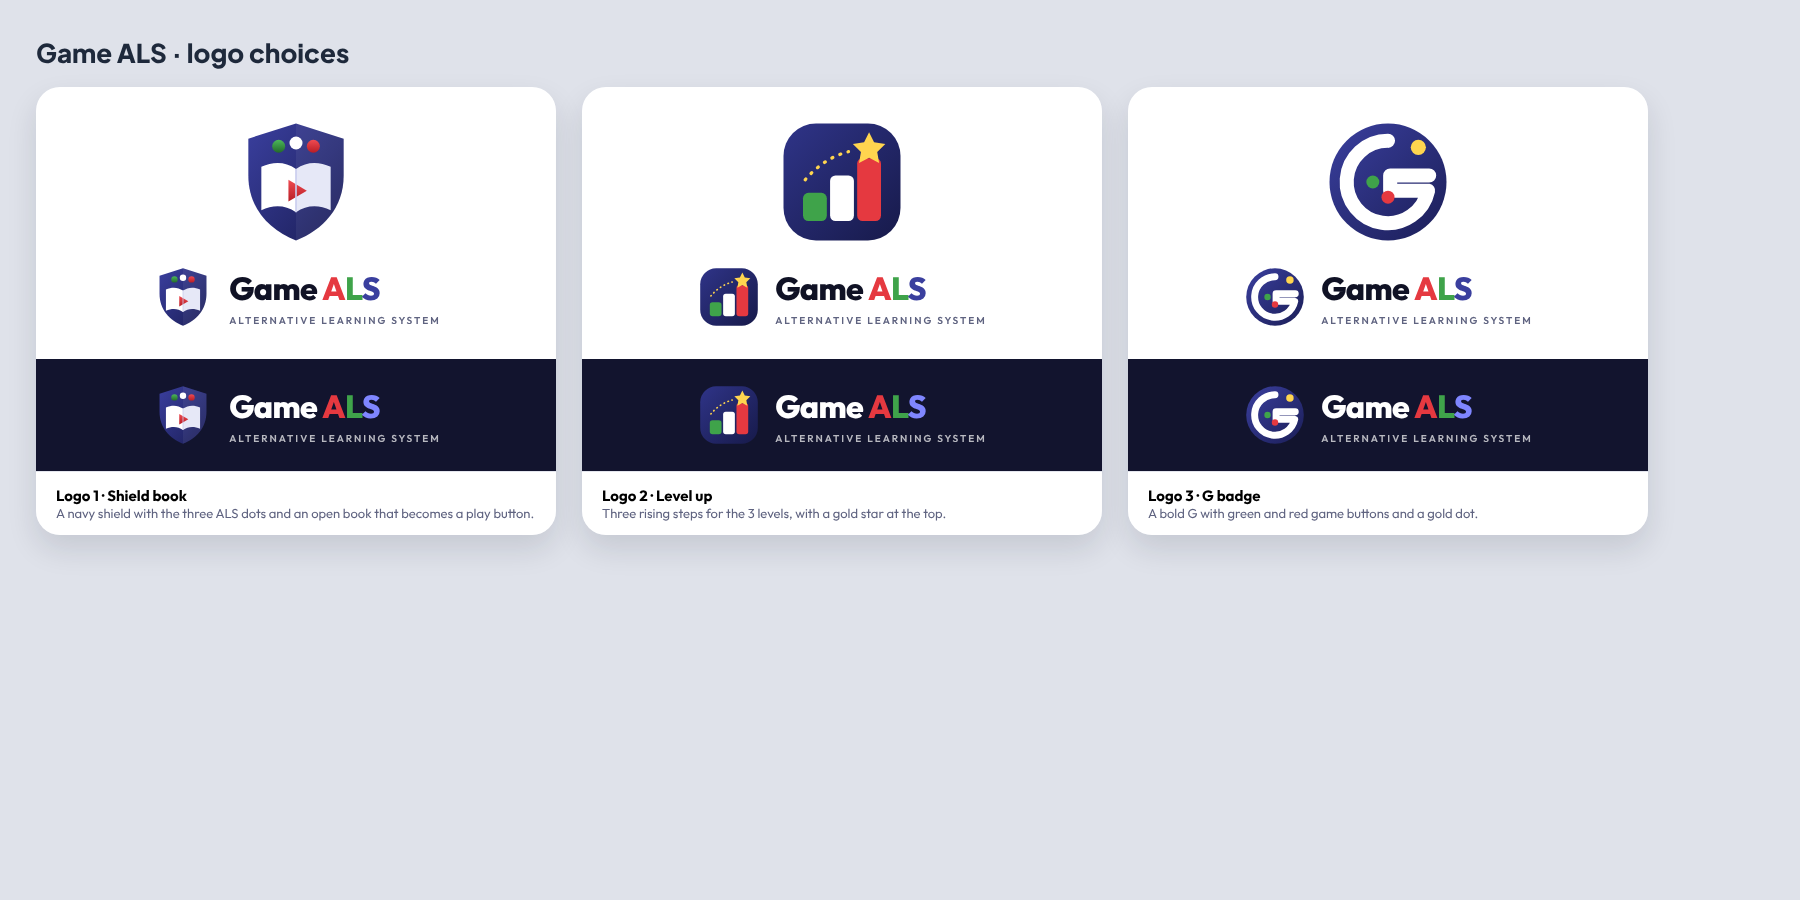 Game ALS · logo choices
Game ALS
ALTERNATIVE LEARNING SYSTEM
Game ALS
ALTERNATIVE LEARNING SYSTEM
Logo 1 · Shield book
A navy shield with the three ALS dots and an open book that becomes a play button.
Game ALS
ALTERNATIVE LEARNING SYSTEM
Game ALS
ALTERNATIVE LEARNING SYSTEM
Logo 2 · Level up
Three rising steps for the 3 levels, with a gold star at the top.
G
G
Game ALS
ALTERNATIVE LEARNING SYSTEM
G
Game ALS
ALTERNATIVE LEARNING SYSTEM
Logo 3 · G badge
A bold G with green and red game buttons and a gold dot.